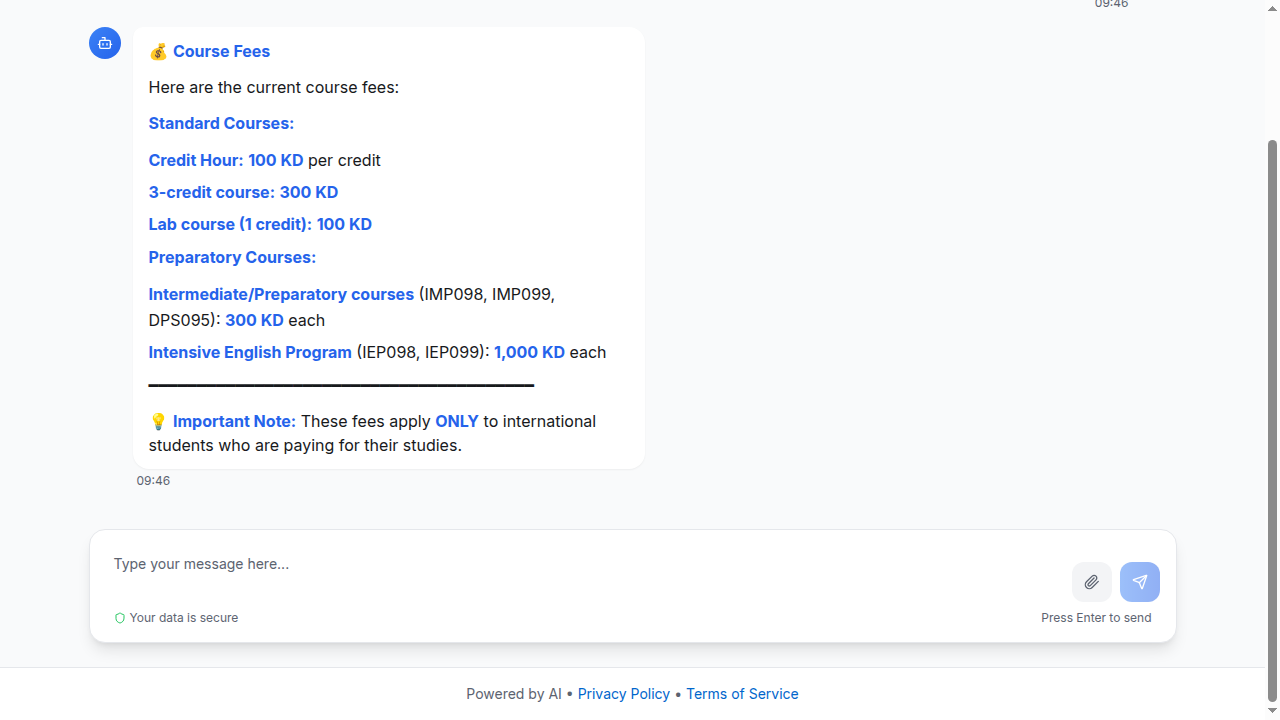 09:46
💰 Course Fees
Here are the current course fees:
Standard Courses:
Credit Hour: 100 KD per credit
3-credit course: 300 KD
Lab course (1 credit): 100 KD
Preparatory Courses:
Intermediate/Preparatory courses (IMP098, IMP099,
DPS095): 300 KD each
Intensive English Program (IEP098, IEP099): 1,000 KD each
💡 Important Note: These fees apply ONLY to international
students who are paying for their studies.
09:46
Type your message here...
Your data is secure
Press Enter to send
Powered by AI • Privacy Policy • Terms of Service